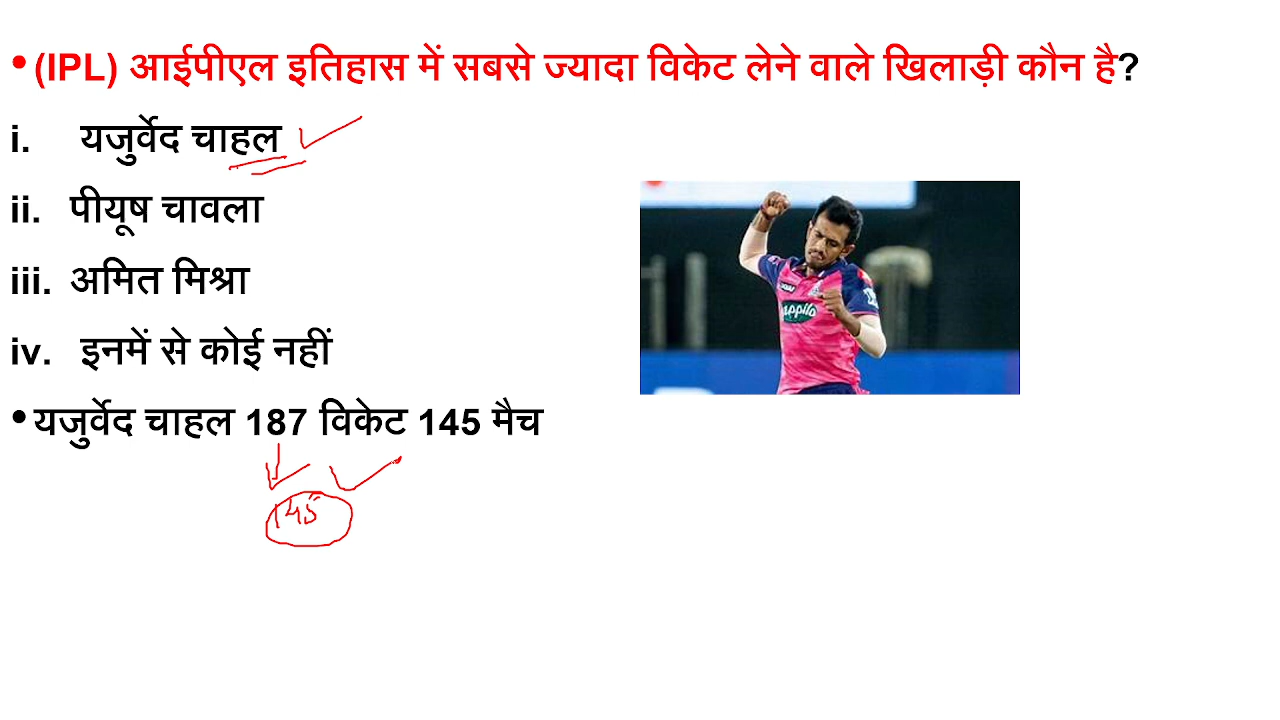 • (IPL) आईपीएल इतिहास में सबसे ज्यादा विकेट लेने वाले खिलाड़ी कौन है?
i. यजुर्वेद चाहल
ii. पीयूष चावला
iii. अमित मिश्रा
iv. इनमें से कोई नहीं
• यजुर्वेद चाहल 187 विकेट 145 मैच
145